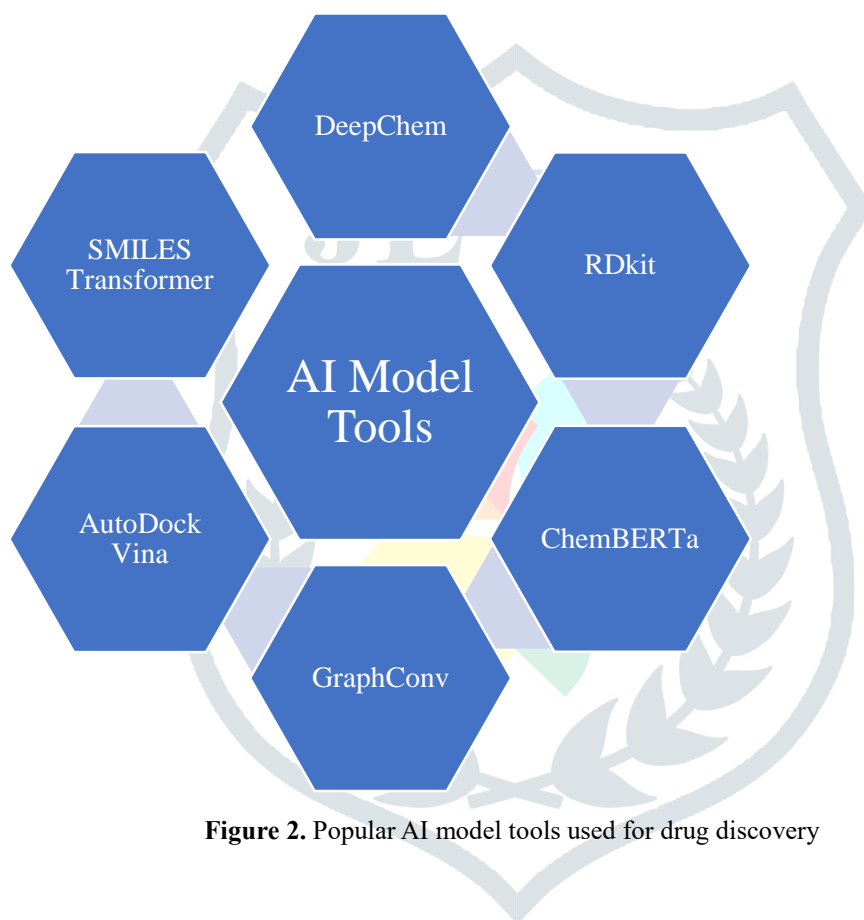 DeepChem
SMILES
Transformer
RDkit
AI Model
Tools
AutoDock
Vina
ChemBERTa
GraphConv
Figure 2. Popular AI model tools used for drug discovery